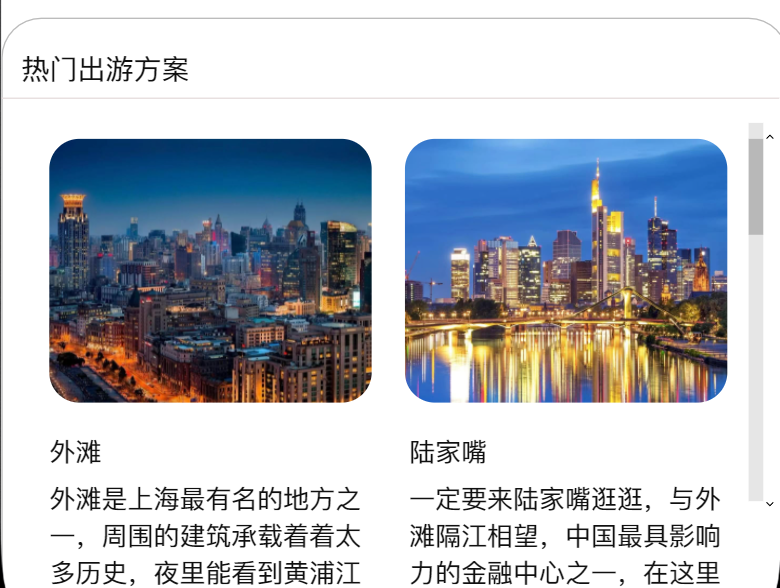 热门出游方案
外滩
外滩是上海最有名的地方之
一，周围的建筑承载着着太
多历史，夜里能看到黄浦江
陆家嘴
一定要来陆家嘴逛逛，与外
滩隔江相望，中国最具影响
力的金融中心之一，在这里